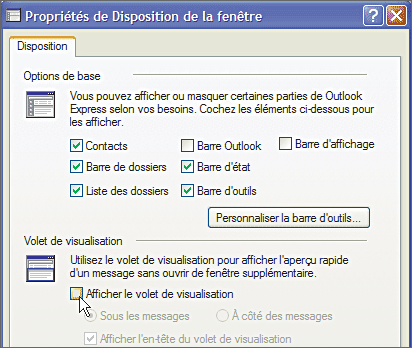 Propriétés de Disposition de la fenêtre
Disposition
Options de base
Vous pouvez afficher ou masquer certaines parties de Outlook
Express selon vos besoins. Cochez les éléments ci-dessous pour
les afficher.
Contacts Barre Outlook Barre d'affichage
Barre de dossiers Barre d'état
Liste des dossiers Barre d'outils
Personnaliser la barre d'outils...
Volet de visualisation
Utilisez le volet de visualisation pour afficher l'aperçu rapide
d'un message sans ouvrir de fenêtre supplémentaire.
Afficher le volet de visualisation
Sous les messages À côté des messages
Afficher l'en-tête du volet de visualisation